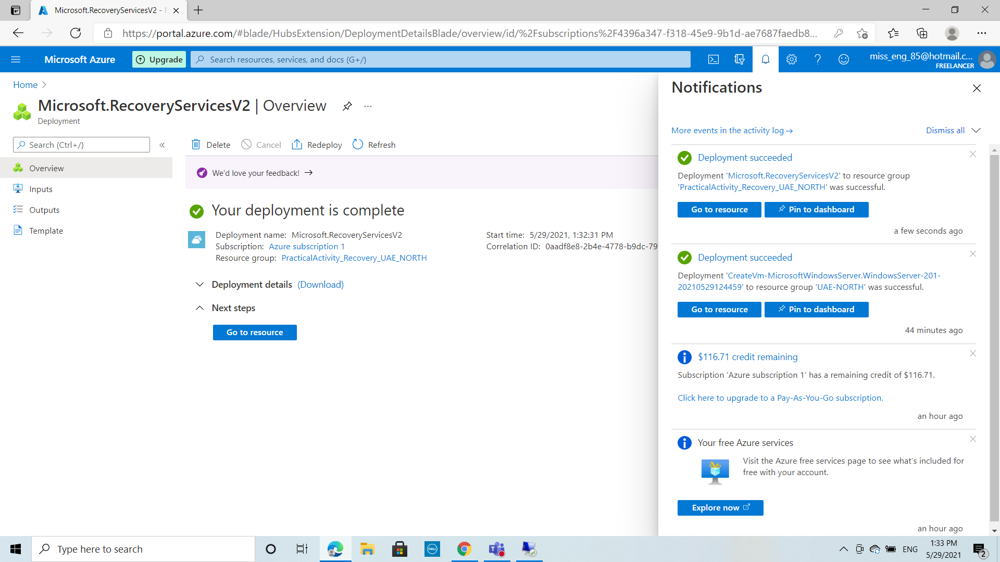 Microsoft.RecoveryServicesV2 -
https://portal.azure.com/#blade/HubsExtension/DeploymentDetailsBlade/overview/id/%2Fsubscriptions%2F4396a347-f318-45e9-9b1d-ae7687faedb8...
Microsoft Azure
Upgrade
Search resources, services, and docs (G+/)
miss_eng_85@hotmail.c...
FREELANCER
Home
Microsoft.RecoveryServicesV2 | Overview
Deployment
Search (Ctrl+/)
Overview
Inputs
Outputs
Template
Delete
Cancel
Redeploy
Refresh
We'd love your feedback! →
Your deployment is complete
Deployment name: Microsoft.RecoveryServicesV2
Subscription: Azure subscription 1
Resource group: PracticalActivity_Recovery_UAE_NORTH
Start time: 5/29/2021, 1:32:31 PM
Correlation ID: 0aadf8e8-2b4e-4778-b9dc-79
Deployment details (Download)
Next steps
Go to resource
Notifications
More events in the activity log →
Dismiss all
Deployment succeeded
Deployment 'Microsoft.RecoveryServicesV2' to resource group
'PracticalActivity_Recovery_UAE_NORTH' was successful.
Go to resource
Pin to dashboard
a few seconds ago
Deployment succeeded
Deployment 'CreateVm-MicrosoftWindowsServer.WindowsServer-201-
20210529124459' to resource group 'UAE-NORTH' was successful.
Go to resource
Pin to dashboard
44 minutes ago
$116.71 credit remaining
Subscription 'Azure subscription 1' has a remaining credit of $116.71.
Click here to upgrade to a Pay-As-You-Go subscription.
an hour ago
Your free Azure services
Visit the Azure free services page to see what's included for
free with your account.
Explore now
an hour ago
Type here to search
DELL
ENG
1:33 PM
5/29/2021
2